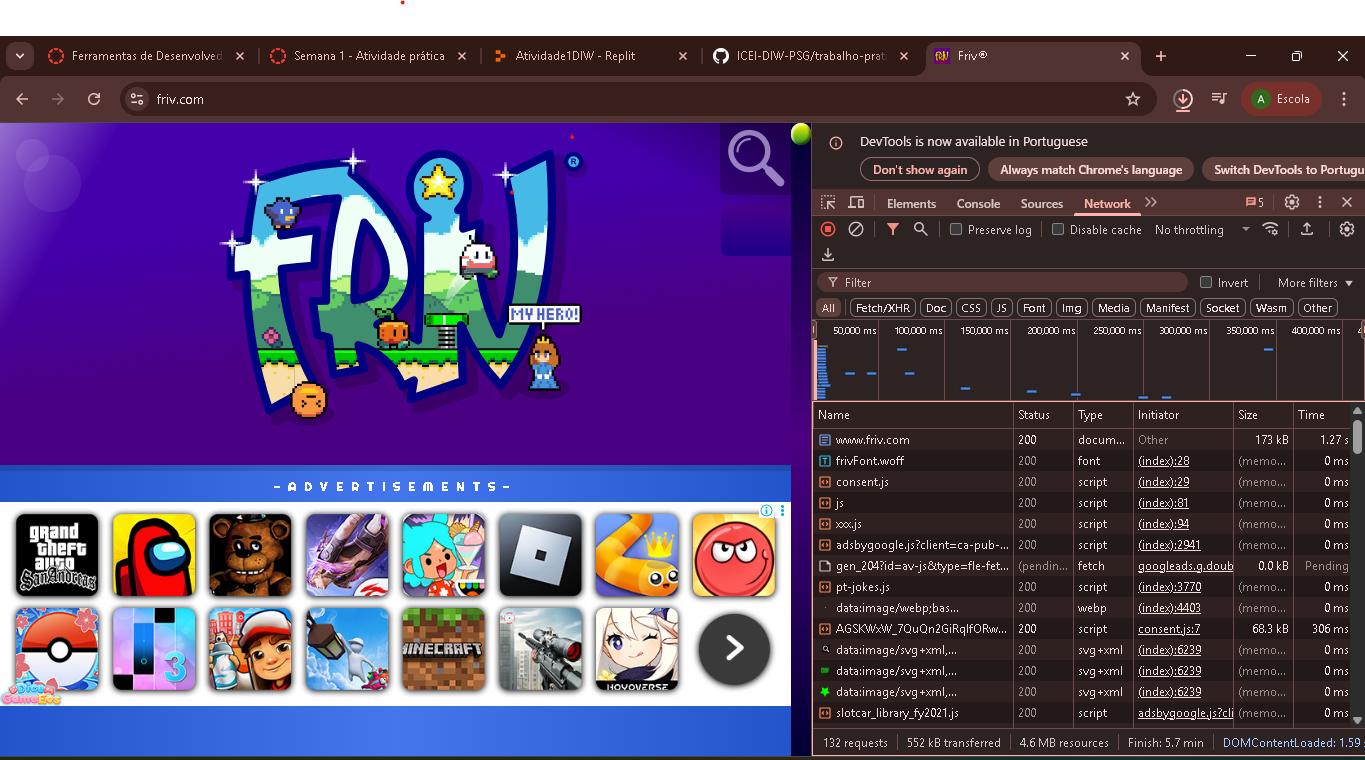 Ferramentas de Desenvolved
Semana 1 - Atividade prática
Atividade1DIW - Replit
ICEI-DIW-PSG/trabalho-prat
Friv®
friv.com
A Escola
FRIV ®
MY HERO!
-ADVERTISEMENTS-
grand theft auto San Andreas
3
MINECRAFT
HOYOVERSE
Dice GameEos
DevTools is now available in Portuguese
Don't show again Always match Chrome's language Switch DevTools to Portugu
Elements Console Sources Network 5
Preserve log Disable cache No throttling
Filter Invert More filters
All Fetch/XHR Doc CSS JS Font Img Media Manifest Socket Wasm Other
50,000 ms 100,000 ms 150,000 ms 200,000 ms 250,000 ms 300,000 ms 350,000 ms 400,000 ms
Name Status Type Initiator Size Time
www.friv.com 200 docum... Other 173 kB 1.27 s
frivFont.woff 200 font (index):28 (memo... 0 ms
consent.js 200 script (index):29 (memo... 0 ms
js 200 script (index):81 (memo... 0 ms
xxx.js 200 script (index):94 (memo... 0 ms
adsbygoogle.js?client=ca-pub-... 200 script (index):2941 (memo... 0 ms
gen_204?id=av-js&type=fle-fet... (pendin... fetch googleads.g.doub 0.0 kB Pending
pt-jokes.js 200 script (index):3770 (memo... 0 ms
data:image/webp;bas... 200 webp (index):4403 (memo... 0 ms
AGSKWxW_7QuQn2GiRqlfORw... 200 script consent.js:7 68.3 kB 306 ms
data:image/svg+xml,... 200 svg+xml (index):6239 (memo... 0 ms
data:image/svg+xml,... 200 svg+xml (index):6239 (memo... 0 ms
data:image/svg+xml,... 200 svg+xml (index):6239 (memo... 0 ms
slotcar_library_fy2021.js 200 script adsbygoogle.js?cli (memo... 0 ms
132 requests 552 kB transferred 4.6 MB resources Finish: 5.7 min DOMContentLoaded: 1.59